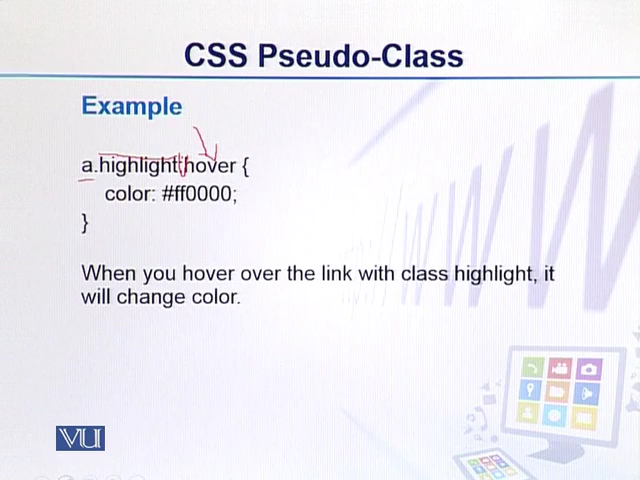 CSS Pseudo-Class
Example
a.highlight:hover {
color: #ff0000;
}
When you hover over the link with class highlight, it
will change color.
VU